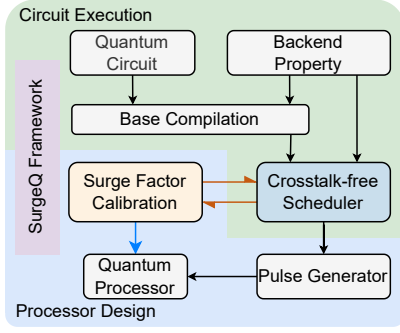 Circuit Execution
Quantum
Circuit
Backend
Property
Base Compilation
SurgeQ Framework
Surge Factor
Calibration
Crosstalk-free
Scheduler
Quantum
Processor
Pulse Generator
Processor Design